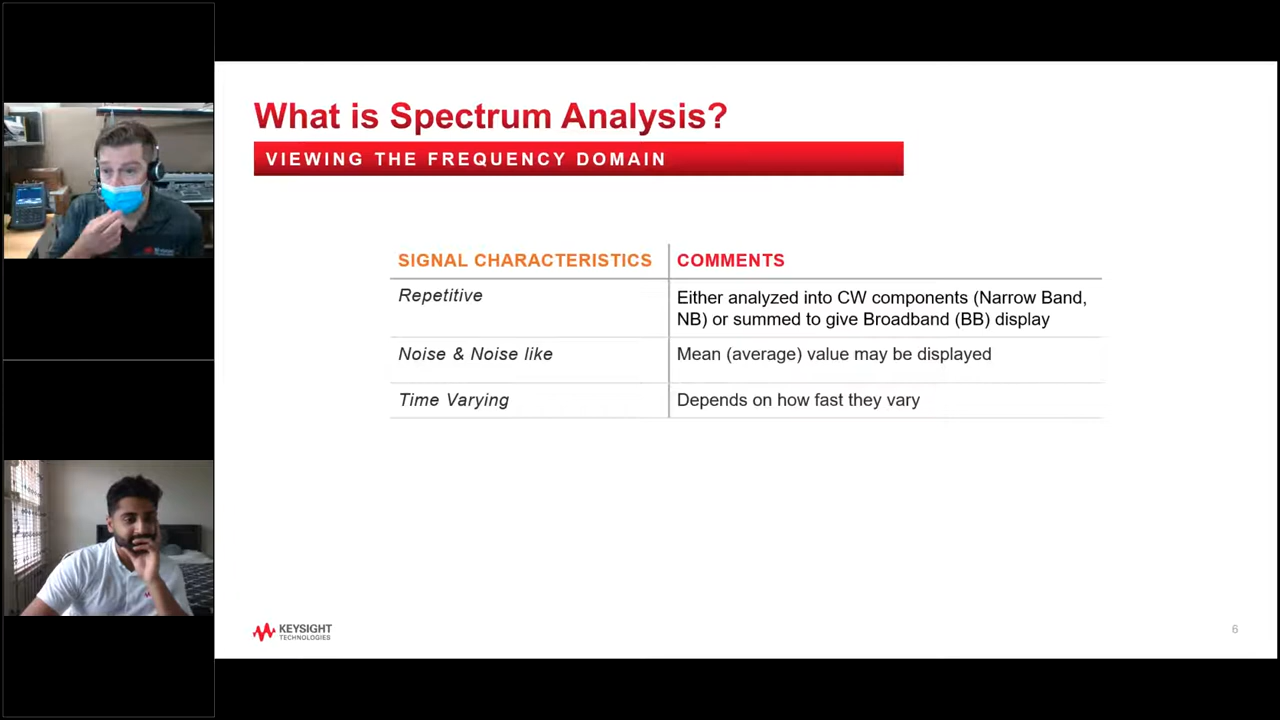 What is Spectrum Analysis?
VIEWING THE FREQUENCY DOMAIN
SIGNAL CHARACTERISTICS COMMENTS
Repetitive Either analyzed into CW components (Narrow Band,
NB) or summed to give Broadband (BB) display
Noise & Noise like Mean (average) value may be displayed
Time Varying Depends on how fast they vary
KEYSIGHT
TECHNOLOGIES
6